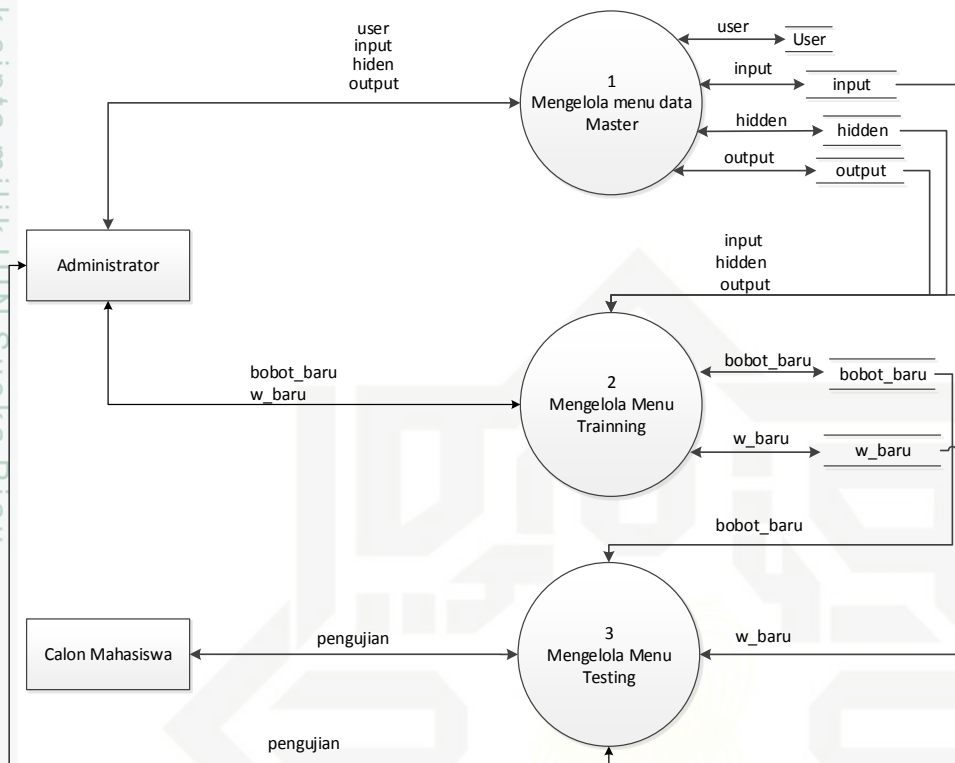 user
input
hiden
output
1
Mengelola menu data
Master
user
User
input
input
hidden
hidden
output
output
Administrator
input
hidden
output
bobot_baru
w_baru
2
Mengelola Menu
Trainning
bobot_baru
bobot_baru
w_baru
w_baru
bobot_baru
Calon Mahasiswa
pengujian
3
Mengelola Menu
Testing
w_baru
pengujian